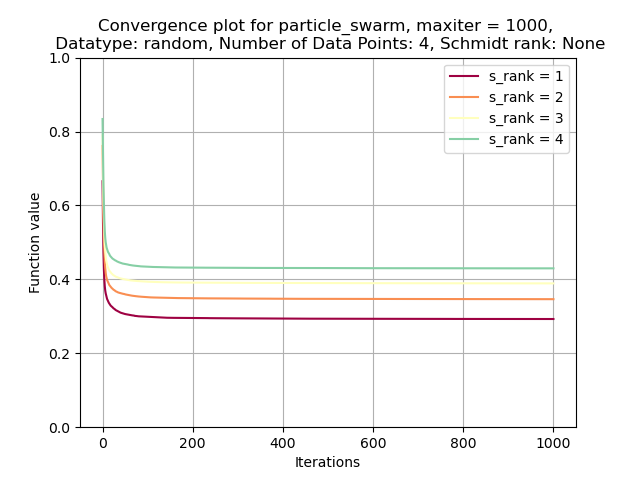 Convergence plot for particle_swarm, maxiter = 1000,
Datatype: random, Number of Data Points: 4, Schmidt rank: None
1.0
0.8
0.6
0.4
0.2
0.0
Function value
s_rank = 1
s_rank = 2
s_rank = 3
s_rank = 4
0 200 400 600 800 1000
Iterations